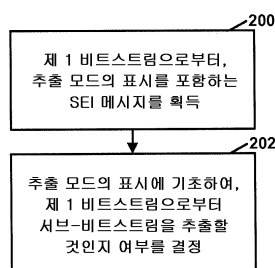 200
제 1 비트스트림으로부터,
추출 모드의 표시를 포함하는
SEI 메시지를 획득
202
추출 모드의 표시에 기초하여,
제 1 비트스트림으로부터
서브-비트스트림을 추출할
것인지 여부를 결정